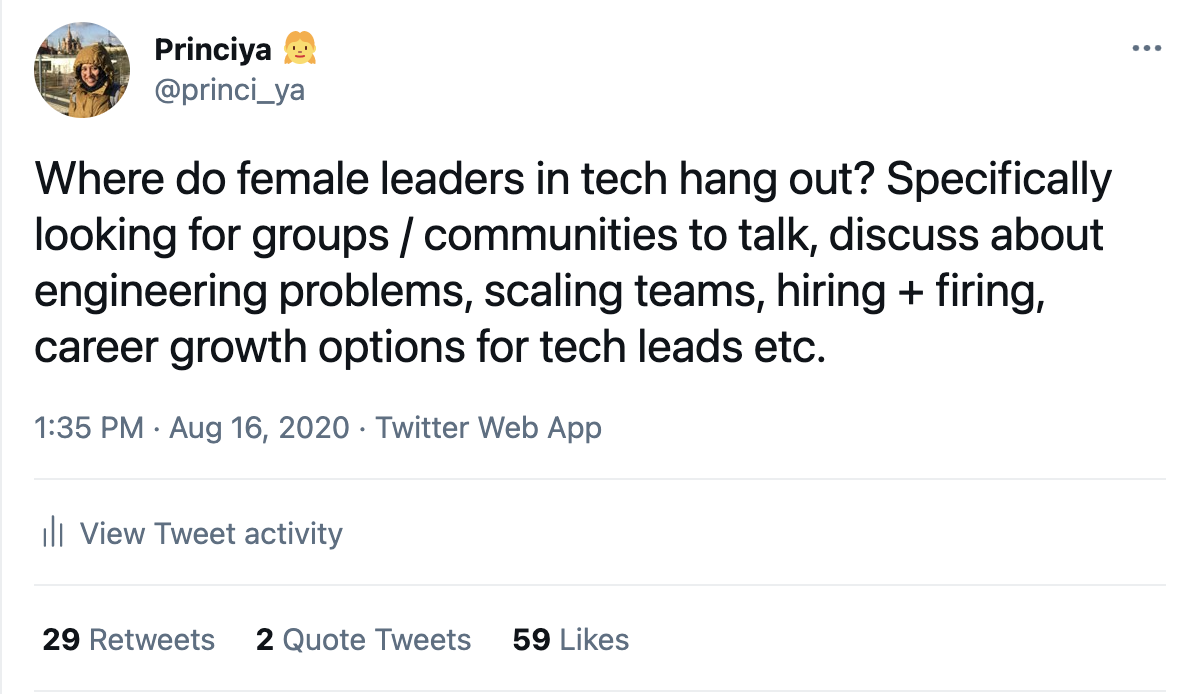 Princiya 👧
@princi_ya
Where do female leaders in tech hang out? Specifically
looking for groups / communities to talk, discuss about
engineering problems, scaling teams, hiring + firing,
career growth options for tech leads etc.
1:35 PM · Aug 16, 2020 · Twitter Web App
View Tweet activity
29 Retweets 2 Quote Tweets 59 Likes